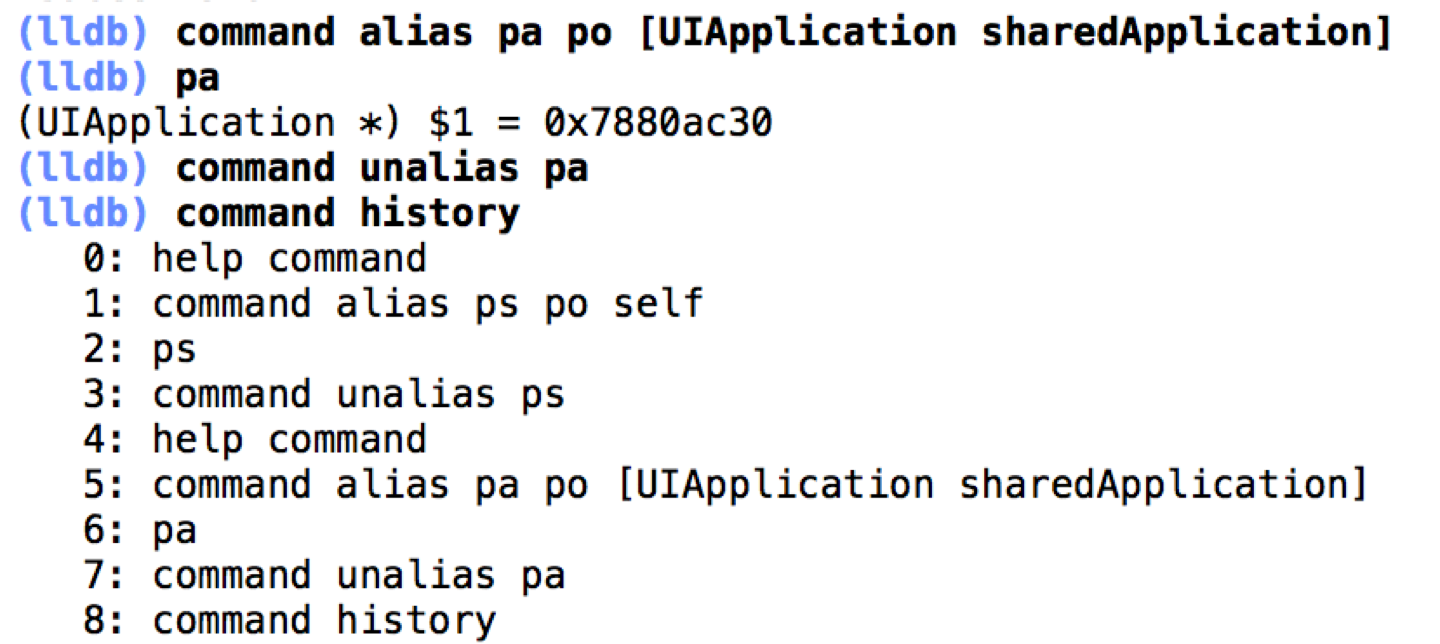 (lldb) command alias pa po [UIApplication sharedApplication]
(lldb) pa
(UIApplication *) $1 = 0x7880ac30
(lldb) command unalias pa
(lldb) command history
   0: help command
   1: command alias ps po self
   2: ps
   3: command unalias ps
   4: help command
   5: command alias pa po [UIApplication sharedApplication]
   6: pa
   7: command unalias pa
   8: command history